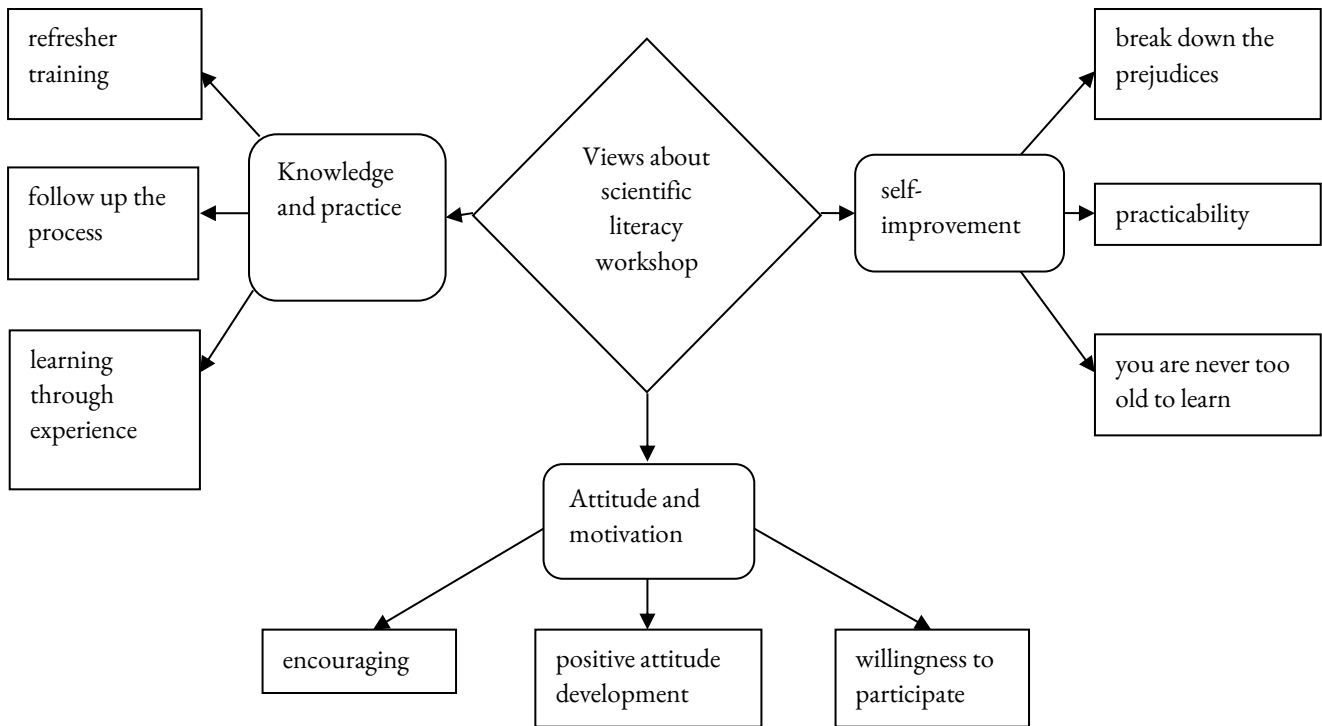 refresher
training
follow up the
process
learning
through
experience
Knowledge
and practice
Views about
scientific
literacy
workshop
self-
improvement
break down the
prejudices
practicability
you are never too
old to learn
Attitude and
motivation
encouraging
positive attitude
development
willingness to
participate